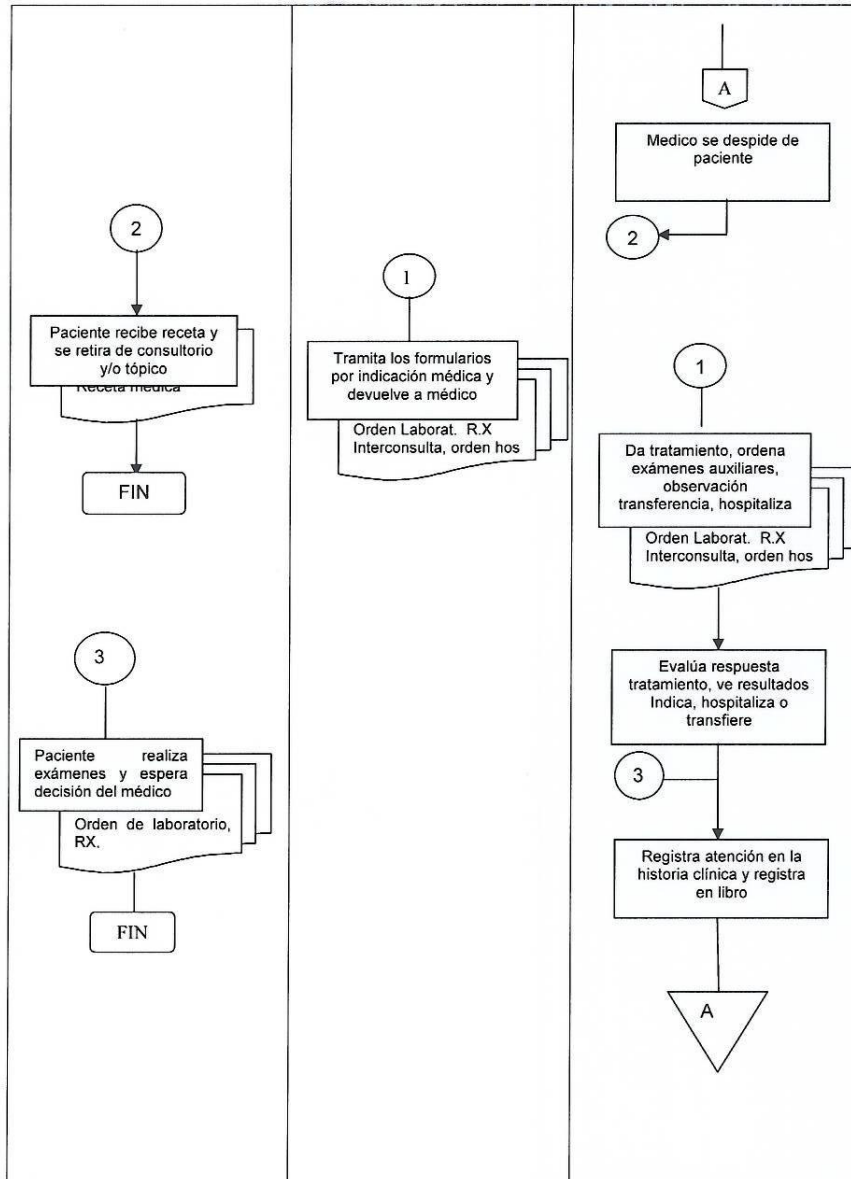 2
Paciente recibe receta y
se retira de consultorio
y/o tópico
Receta médica
FIN
3
Paciente realiza
exámenes y espera
decisión del médico
Orden de laboratorio,
RX.
FIN
1
Tramita los formularios
por indicación médica y
devuelve a médico
Orden Laborat. R.X
Interconsulta, orden hos
A
Medico se despide de
paciente
2
1
Da tratamiento, ordena
exámenes auxiliares,
observación
transferencia, hospitaliza
Orden Laborat. R.X
Interconsulta, orden hos
Evalúa respuesta
tratamiento, ve resultados
Indica, hospitaliza o
transfiere
3
Registra atención en la
historia clínica y registra
en libro
A